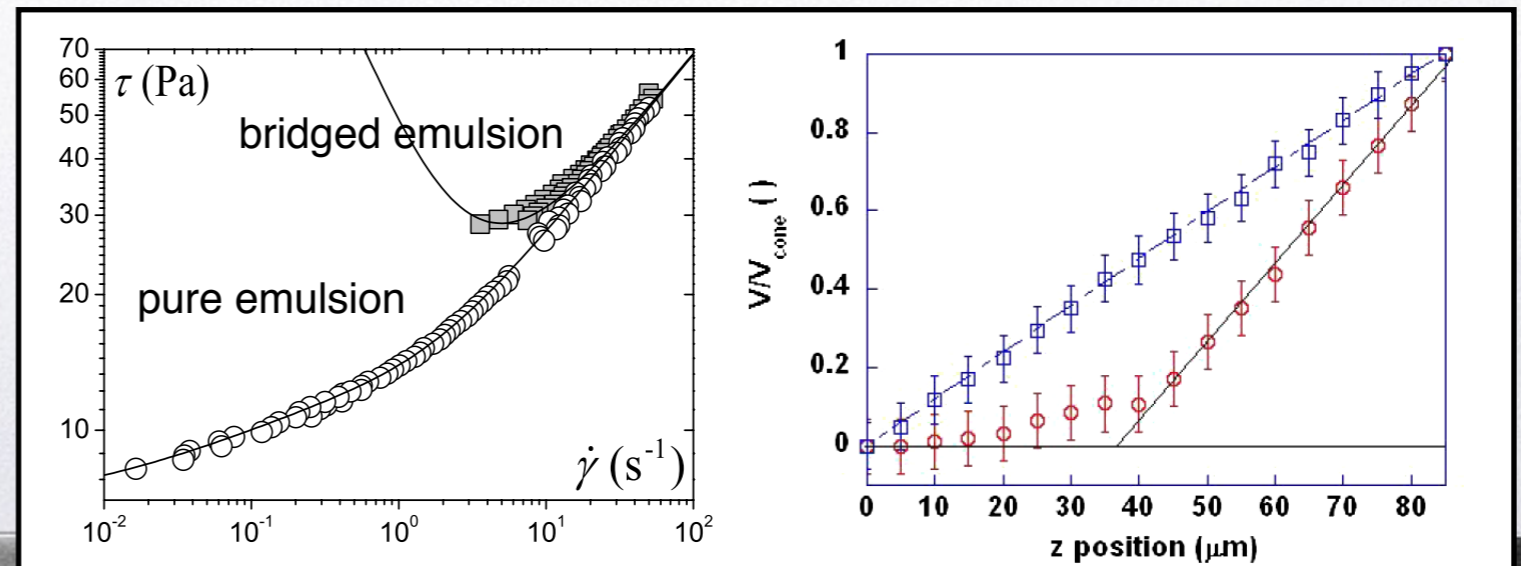 70
60
50
40
30
20
10
τ (Pa)
bridged emulsion
pure emulsion
γ̇ (s⁻¹)
10⁻² 10⁻¹ 10⁰ 10¹ 10²
1
0.8
0.6
0.4
0.2
0
V/V_cone ( )
0 10 20 30 40 50 60 70 80
z position (μm)